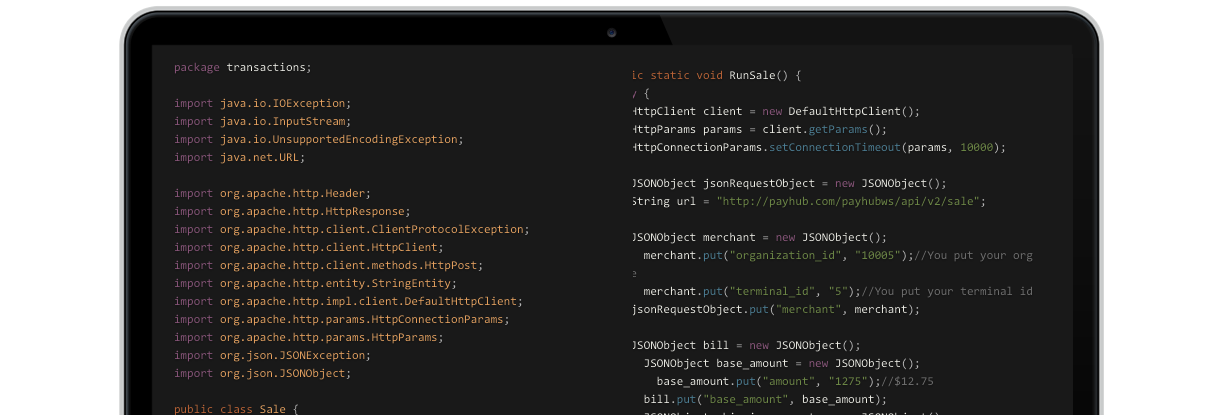 package transactions;
import java.io.IOException;
import java.io.InputStream;
import java.io.UnsupportedEncodingException;
import java.net.URL;
import org.apache.http.Header;
import org.apache.http.HttpResponse;
import org.apache.http.client.ClientProtocolException;
import org.apache.http.client.HttpClient;
import org.apache.http.client.methods.HttpPost;
import org.apache.http.entity.StringEntity;
import org.apache.http.impl.client.DefaultHttpClient;
import org.apache.http.params.HttpConnectionParams;
import org.apache.http.params.HttpParams;
import org.json.JSONException;
import org.json.JSONObject;
public class Sale {
ic static void RunSale() {
{
HttpClient client = new DefaultHttpClient();
HttpParams params = client.getParams();
HttpConnectionParams.setConnectionTimeout(params, 10000);
JSONObject jsonRequestObject = new JSONObject();
String url = "http://payhub.com/payhubws/api/v2/sale";
JSONObject merchant = new JSONObject();
merchant.put("organization_id", "10005");//You put your org
e
merchant.put("terminal_id", "5");//You put your terminal id
jsonRequestObject.put("merchant", merchant);
JSONObject bill = new JSONObject();
JSONObject base_amount = new JSONObject();
base_amount.put("amount", "1275");//$12.75
bill.put("base_amount", base_amount);